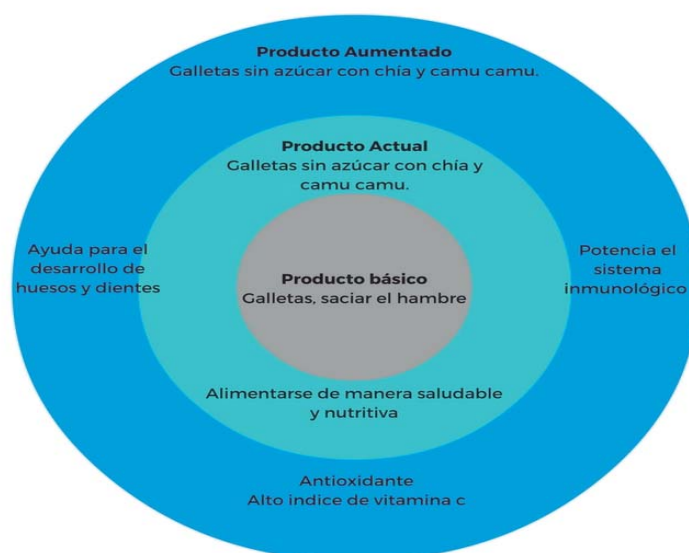 Producto Aumentado
Galletas sin azúcar con chía y camu camu.
Producto Actual
Galletas sin azúcar con chía y
camu camu.
Ayuda para el
desarrollo de
huesos y dientes
Producto básico
Galletas, saciar el hambre
Potencia el
sistema
inmunológico
Alimentarse de manera saludable
y nutritiva
Antioxidante
Alto indice de vitamina c